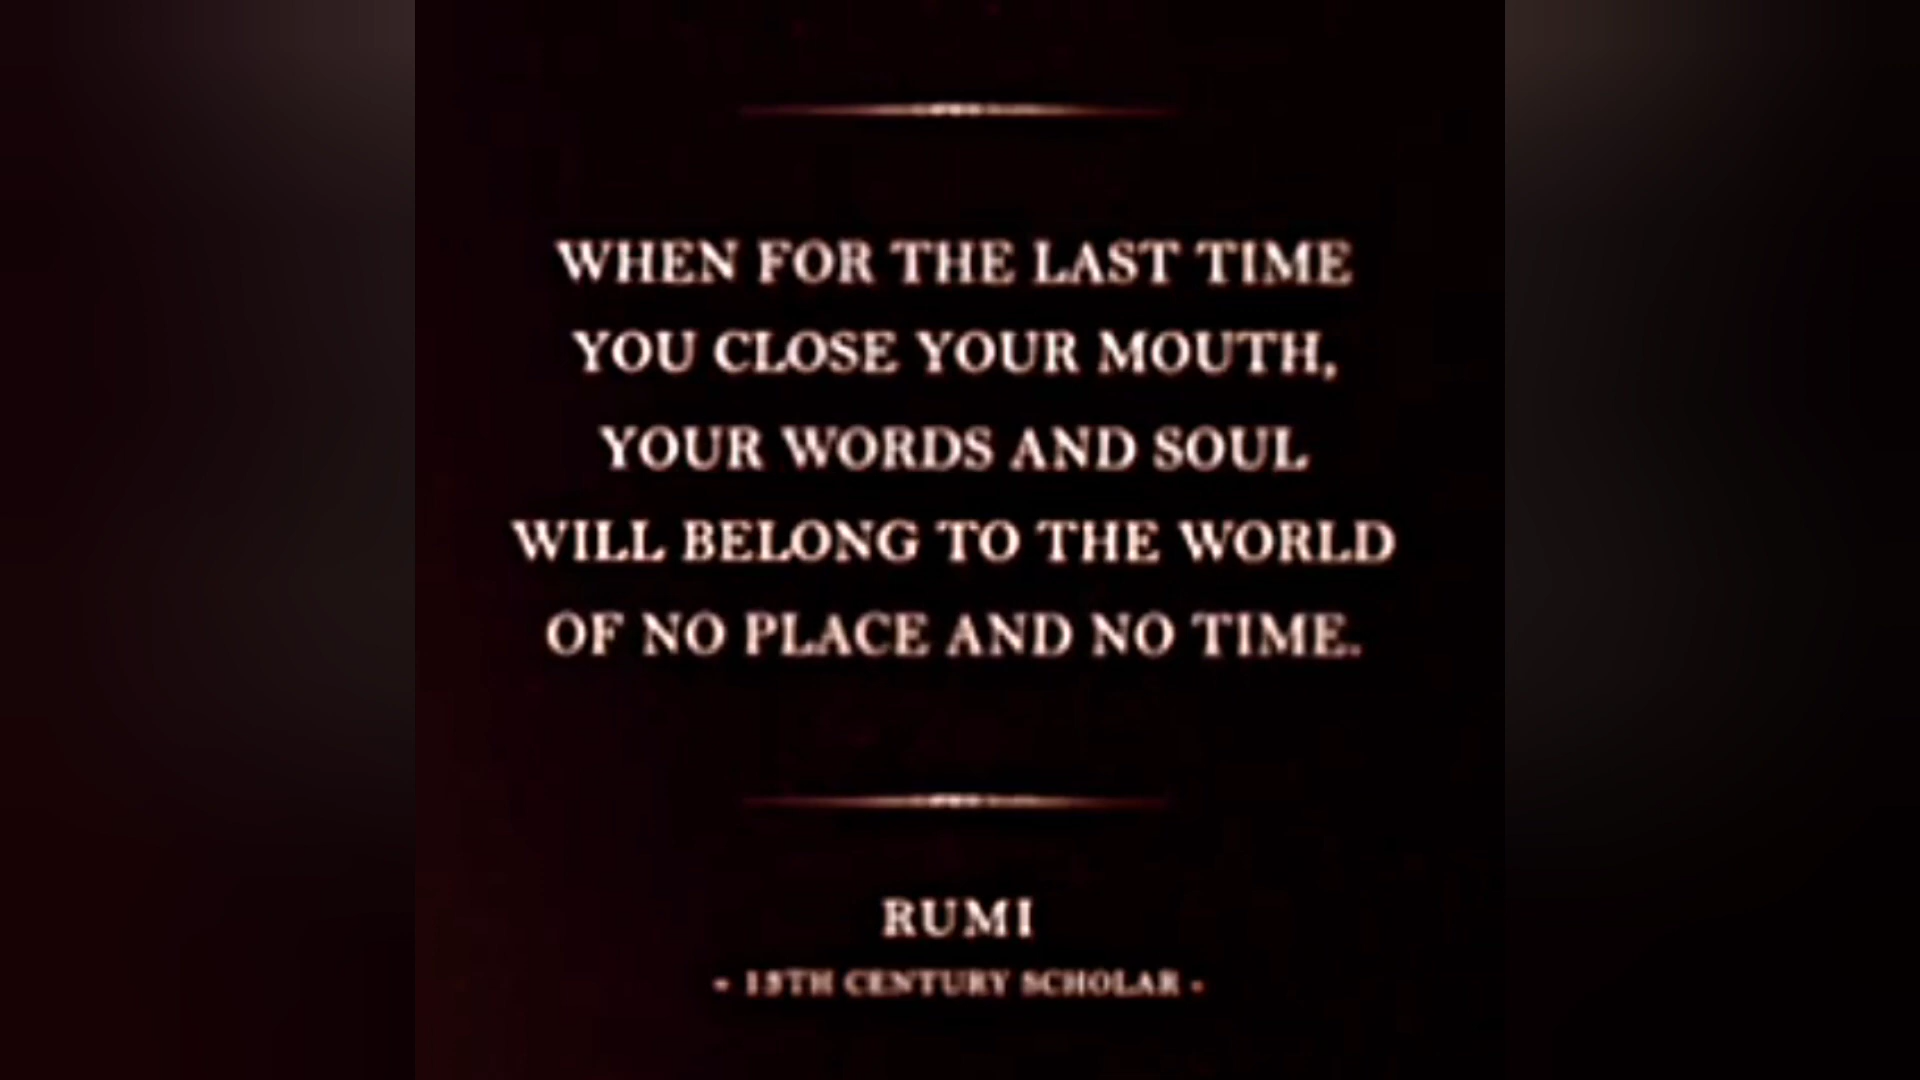 WHEN FOR THE LAST TIME
YOU CLOSE YOUR MOUTH,
YOUR WORDS AND SOUL
WILL BELONG TO THE WORLD
OF NO PLACE AND NO TIME.
RUMI
- 13TH CENTURY SCHOLAR -